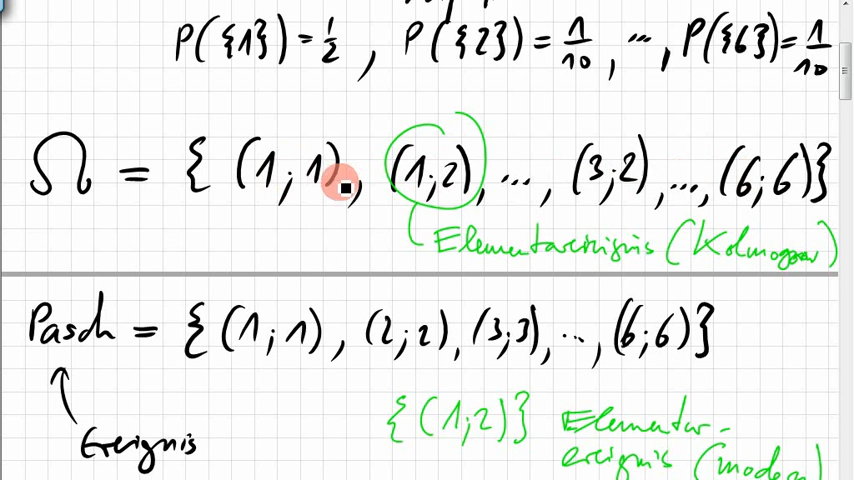 P({1}) = 1/2 , P({2}) = 1/10 , ..., P({6}) = 1/10
Ω = { (1;1), (1;2), ..., (3;2), ..., (6;6)}
Elementarereignis (Kolmogorow)
Pasch = { (1;1), (2;2), (3;3), ..., (6;6)}
Ereignis
{(1;2)} Elementar-
ereignis (modern)